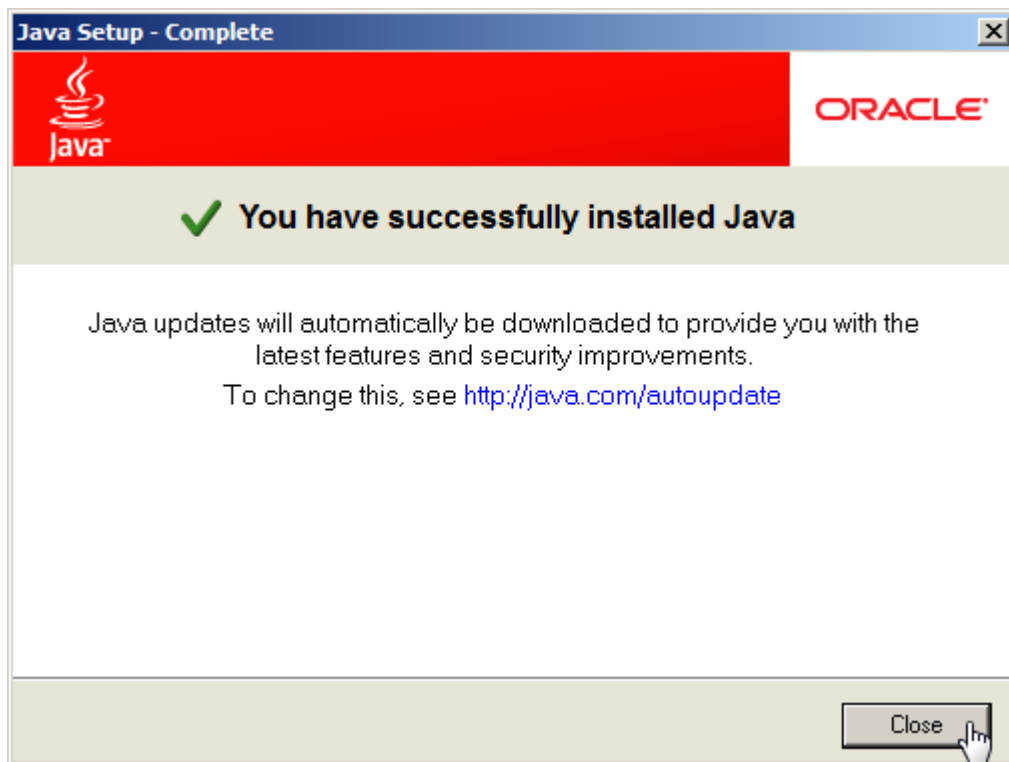 Java Setup - Complete
Java™
ORACLE®
You have successfully installed Java
Java updates will automatically be downloaded to provide you with the
latest features and security improvements.
To change this, see http://java.com/autoupdate
Close